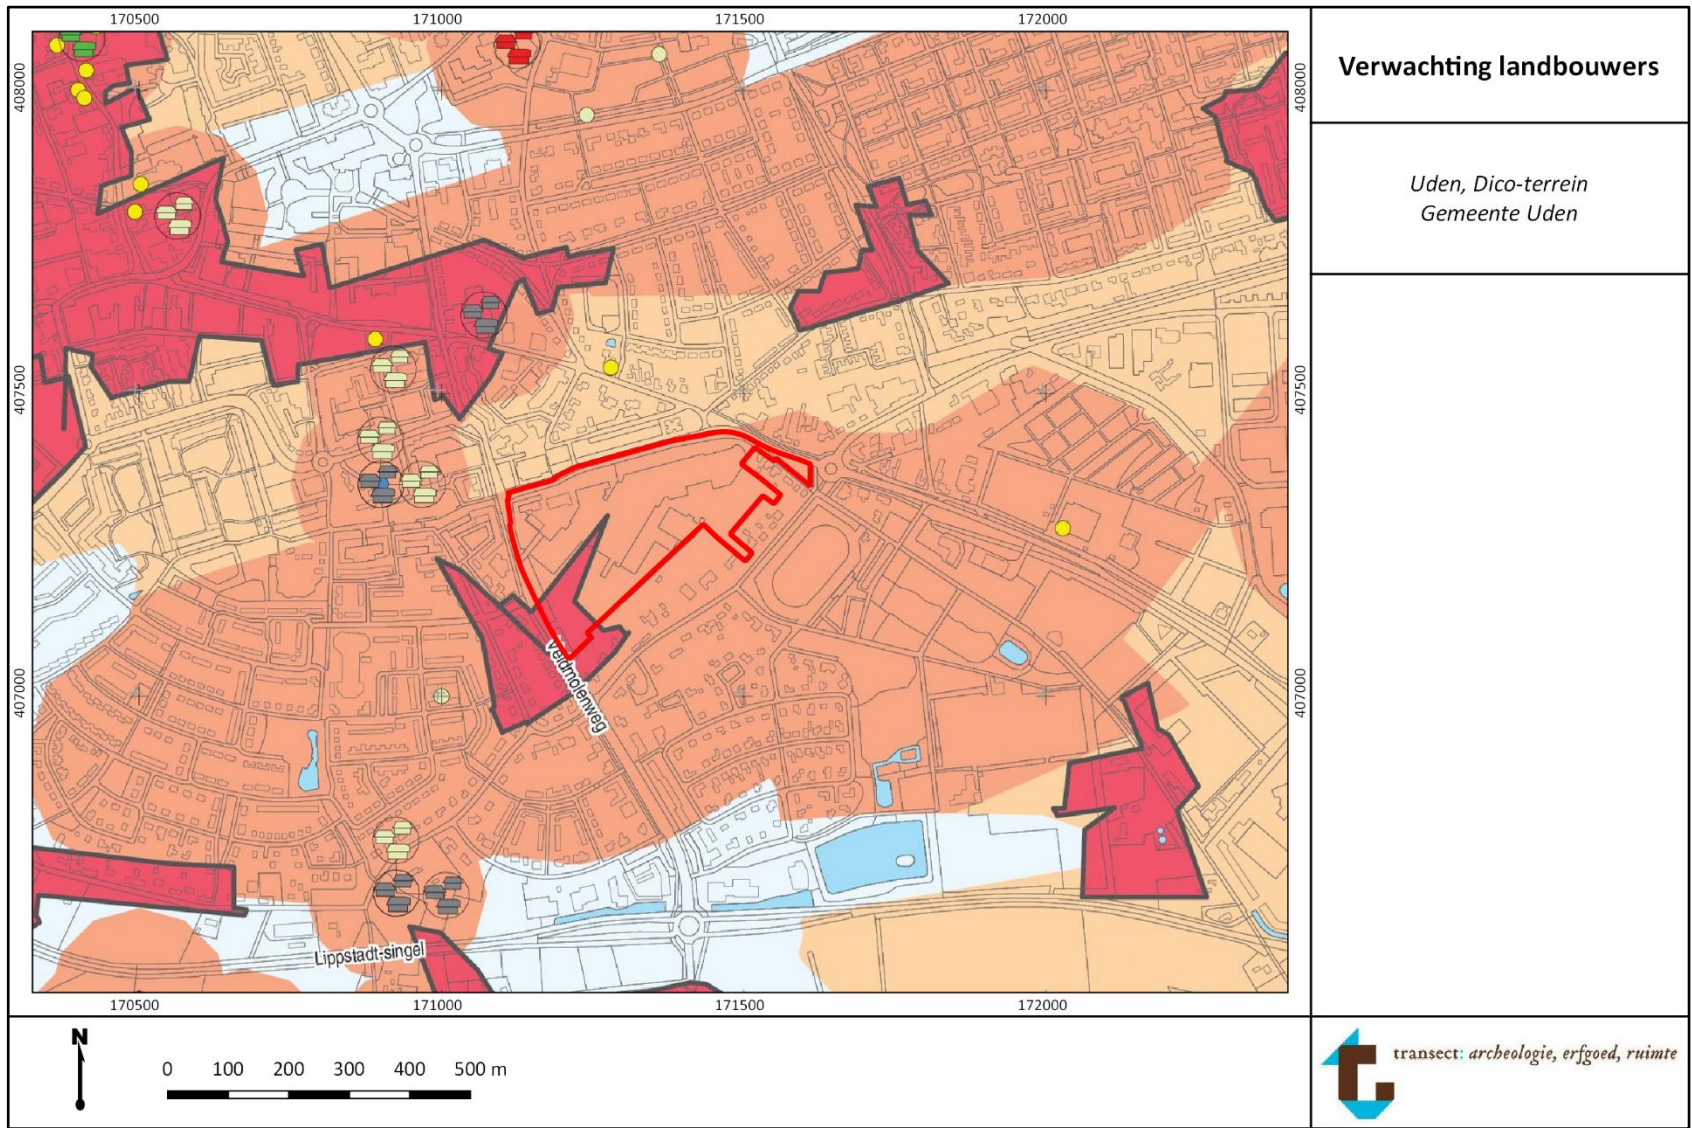 170500 171000 171500 172000
408000
407500
407000
408000
407500
407000
Veldmolenweg
Lippstadt-singel
170500 171000 171500 172000
Verwachting landbouwers
Uden, Dico-terrein
Gemeente Uden
N
0 100 200 300 400 500 m
transect: archeologie, erfgoed, ruimte